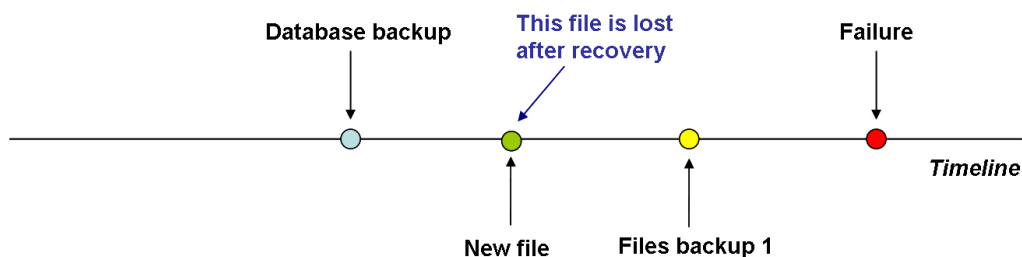 Database backup
This file is lost
after recovery
Failure
Timeline
New file
Files backup 1